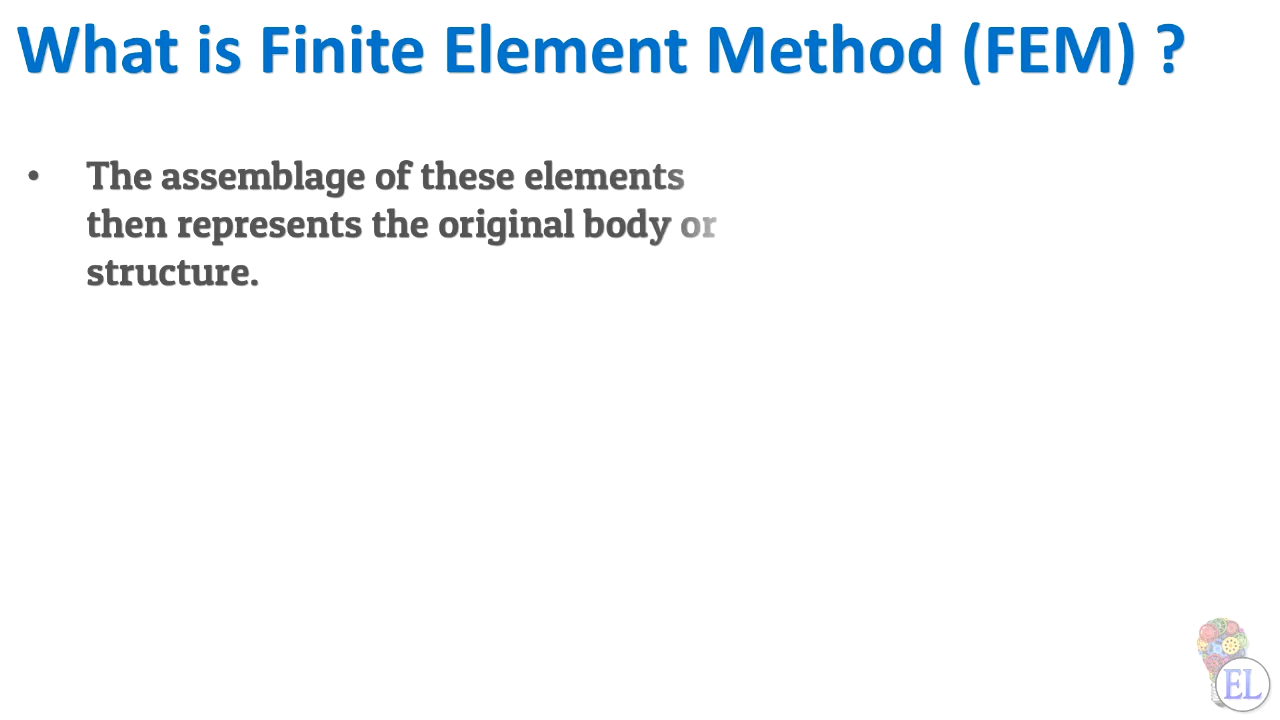 What is Finite Element Method (FEM) ?
• The assemblage of these elements
then represents the original body or
structure.
EL